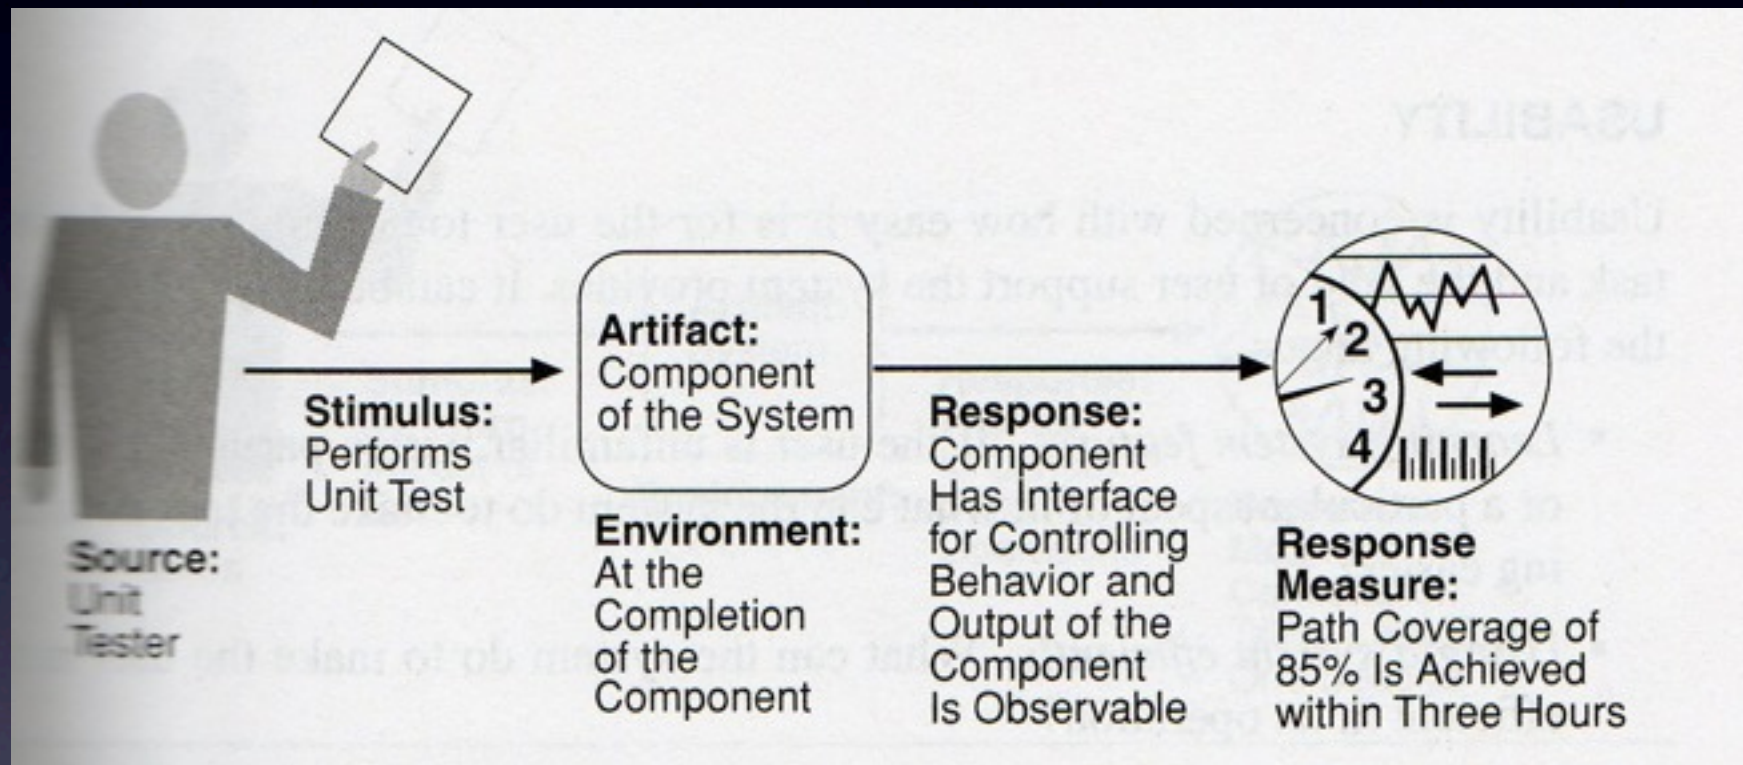 Source:
Unit
Tester
Stimulus:
Performs
Unit Test
Artifact:
Component
of the System
Environment:
At the
Completion
of the
Component
Response:
Component
Has Interface
for Controlling
Behavior and
Output of the
Component
Is Observable
1
2
3
4
Response
Measure:
Path Coverage of
85% Is Achieved
within Three Hours